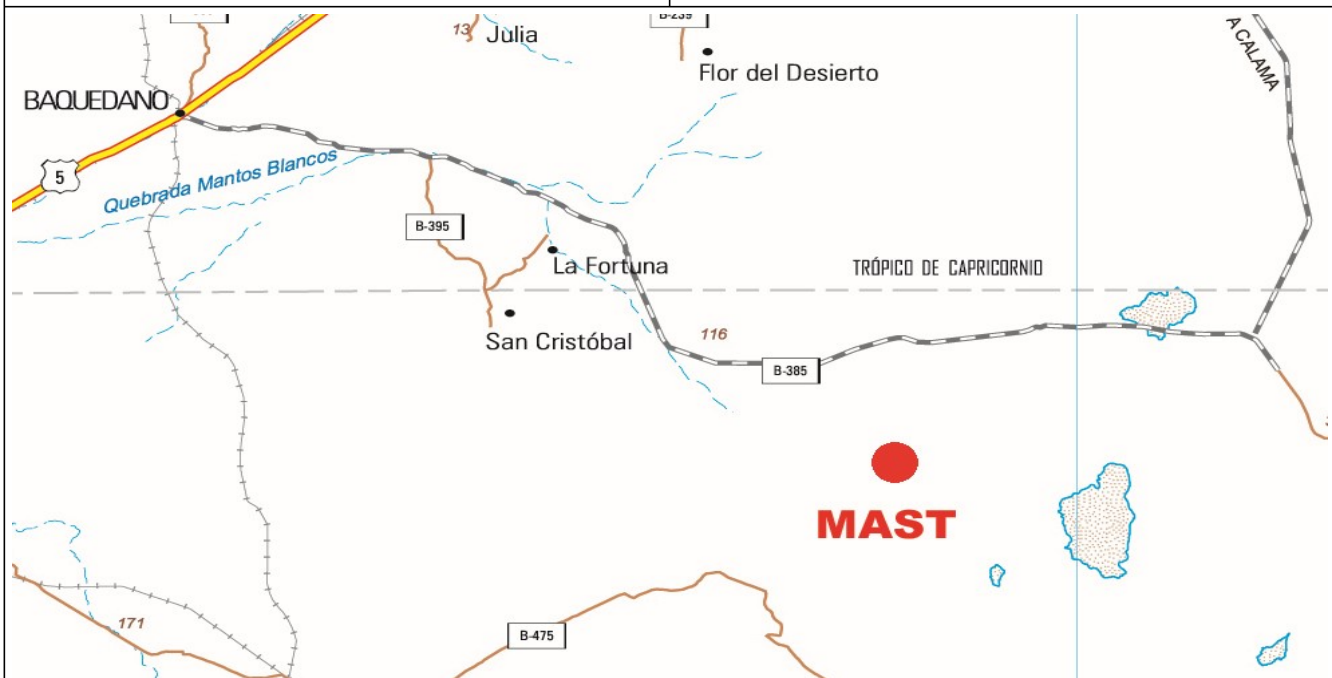 13
Julia
B-239
Flor del Desierto
A CALAMA
BAQUEDANO
5
Quebrada Mantos Blancos
B-395
La Fortuna
TRÓPICO DE CAPRICORNIO
San Cristóbal
116
B-385
MAST
171
B-475